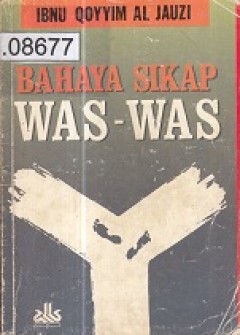 IBNU QOYYIM AL JAUZI
.08677
BAHAYA SIKAP
WAS-WAS